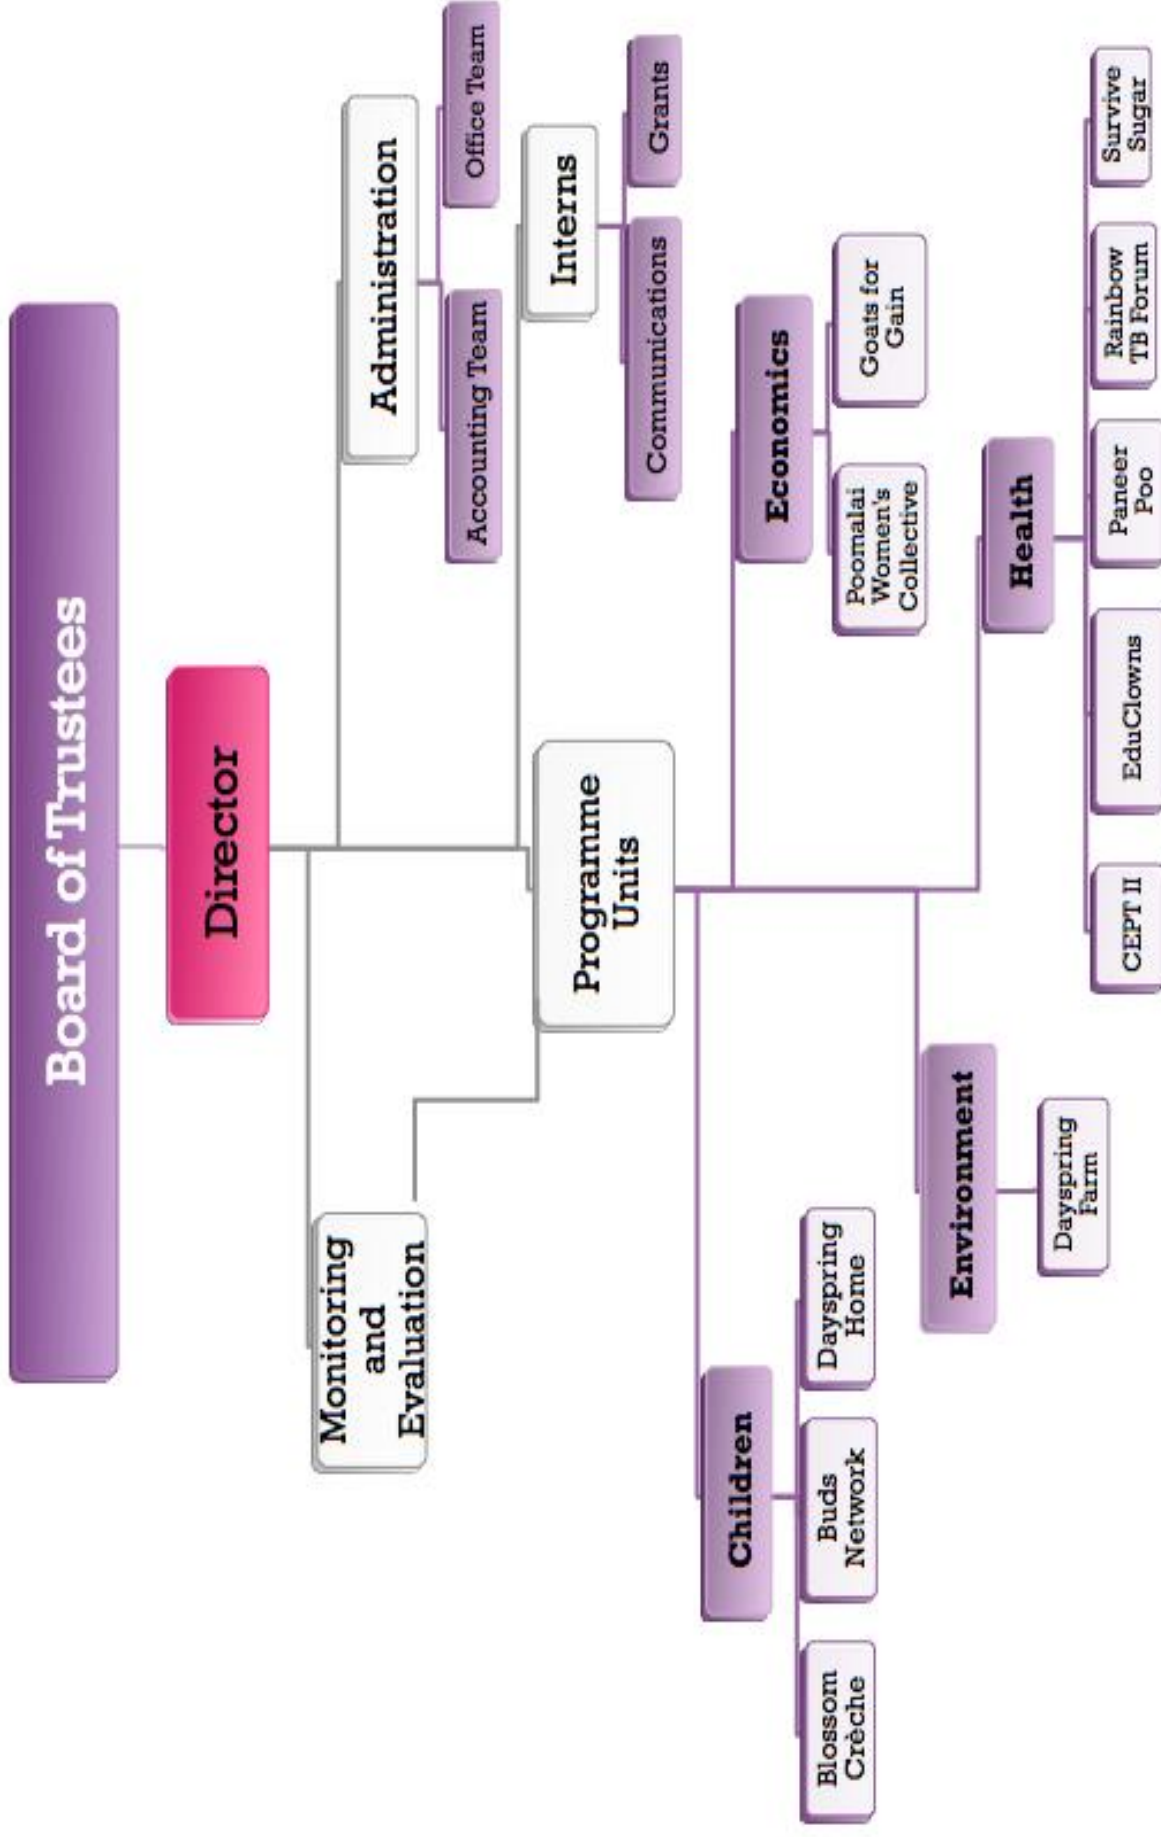 Board of Trustees
Director
Monitoring
and
Evaluation
Administration
Accounting Team
Office Team
Interns
Communications
Grants
Programme
Units
Children
Blossom
Crèche
Buds
Network
Dayspring
Home
Economics
Poomalai
Women's
Collective
Goats for
Gain
Environment
Dayspring
Farm
Health
CEPT II
EduClowns
Paneer
Poo
Rainbow
TB Forum
Survive
Sugar